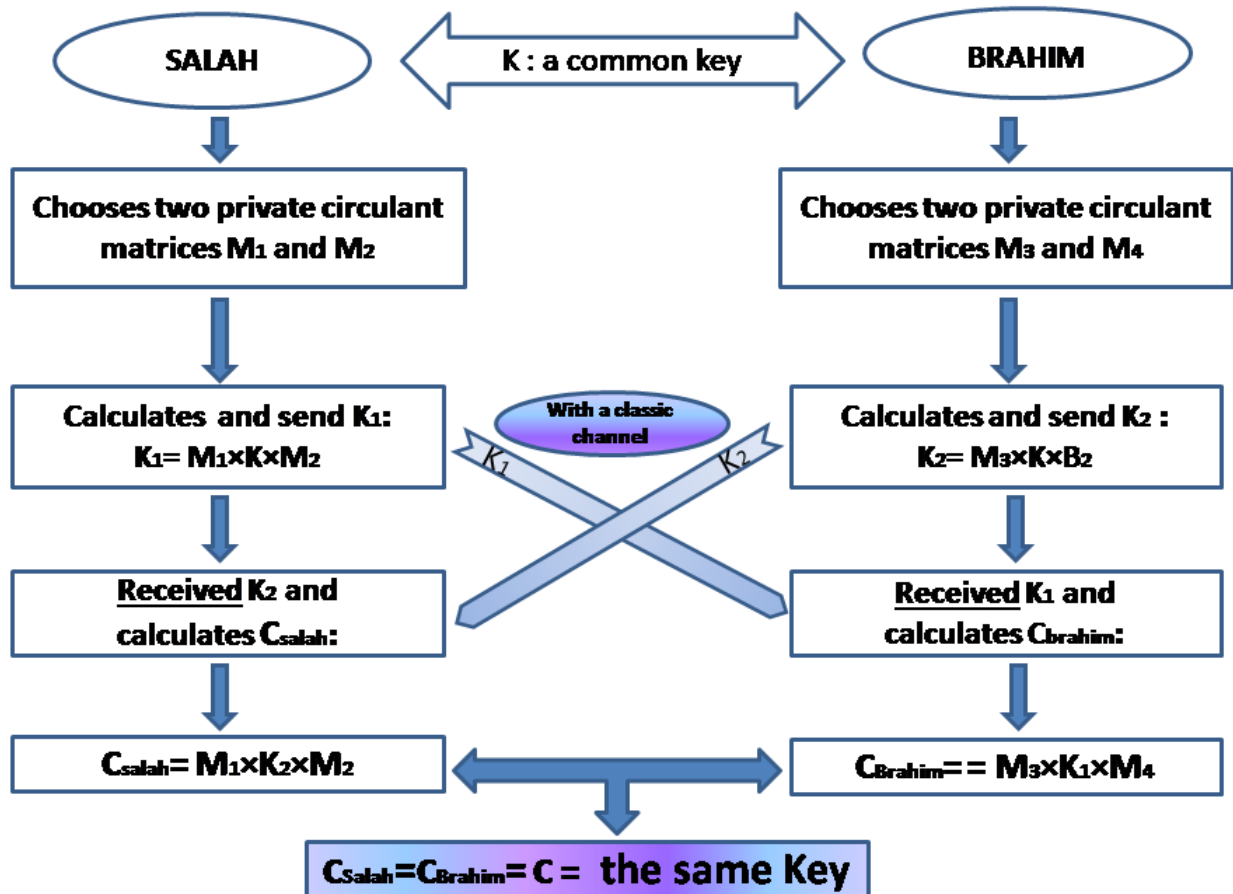 SALAH
K : a common key
BRAHIM
Chooses two private circulant
matrices M₁ and M₂
Chooses two private circulant
matrices M₃ and M₄
Calculates and send K₁:
K₁= M₁×K×M₂
With a classic
channel
Calculates and send K₂ :
K₂= M₃×K×B₂
K₁
K₂
Received K₂ and
calculates Csalah:
Received K₁ and
calculates Cbrahim:
Csalah= M₁×K₂×M₂
CBrahim== M₃×K₁×M₄
CSalah=CBrahim= C = the same Key